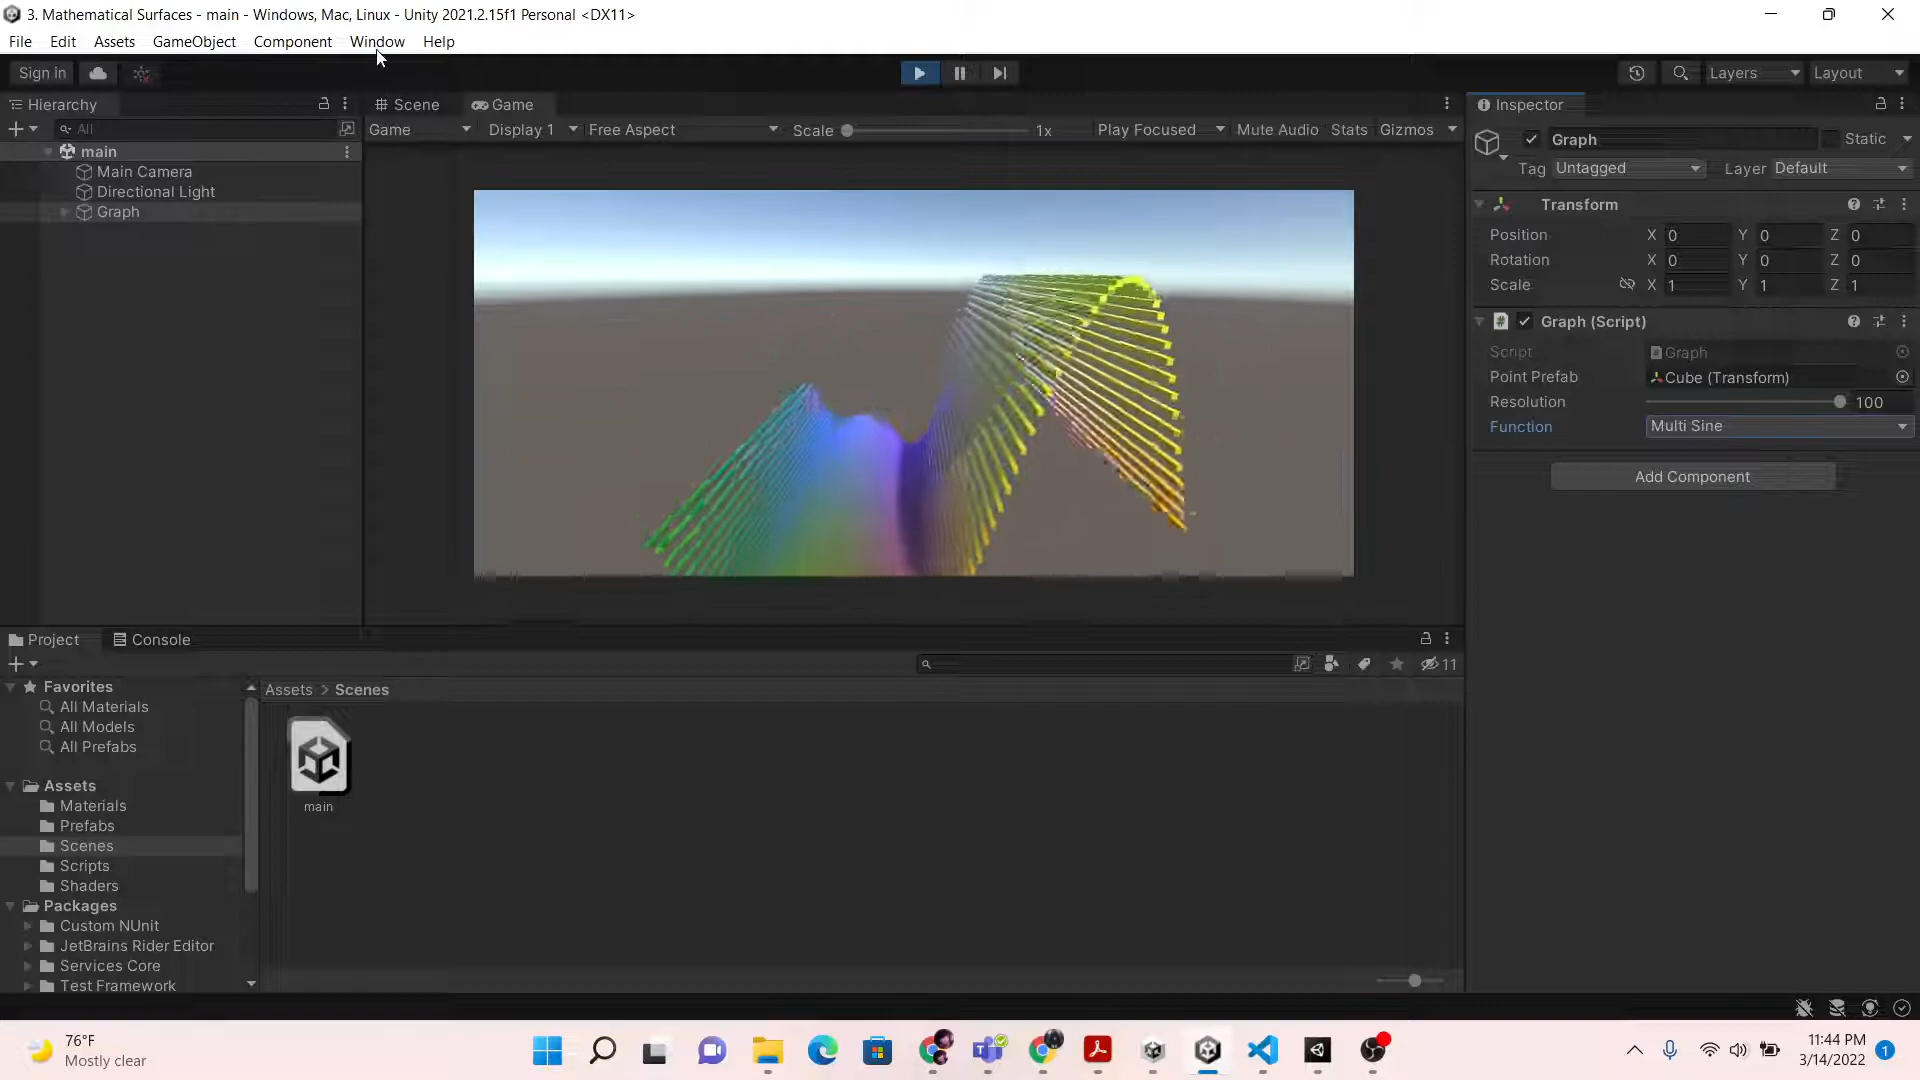 3. Mathematical Surfaces - main - Windows, Mac, Linux - Unity 2021.2.15f1 Personal <DX11>
File Edit Assets GameObject Component Window Help
Sign in Layers Layout
Hierarchy Scene Game Inspector
All Game Display 1 Free Aspect Scale 1x Play Focused Mute Audio Stats Gizmos
main
Main Camera
Directional Light
Graph
Graph Static
Tag Untagged Layer Default
Transform
Position X 0 Y 0 Z 0
Rotation X 0 Y 0 Z 0
Scale X 1 Y 1 Z 1
Graph (Script)
Script Graph
Point Prefab Cube (Transform)
Resolution 100
Function Multi Sine
Add Component
Project Console
11
Favorites
All Materials
All Models
All Prefabs
Assets
Materials
Prefabs
Scenes
Scripts
Shaders
Packages
Custom NUnit
JetBrains Rider Editor
Services Core
Test Framework
Assets > Scenes
main
76°F
Mostly clear
11:44 PM
3/14/2022
1